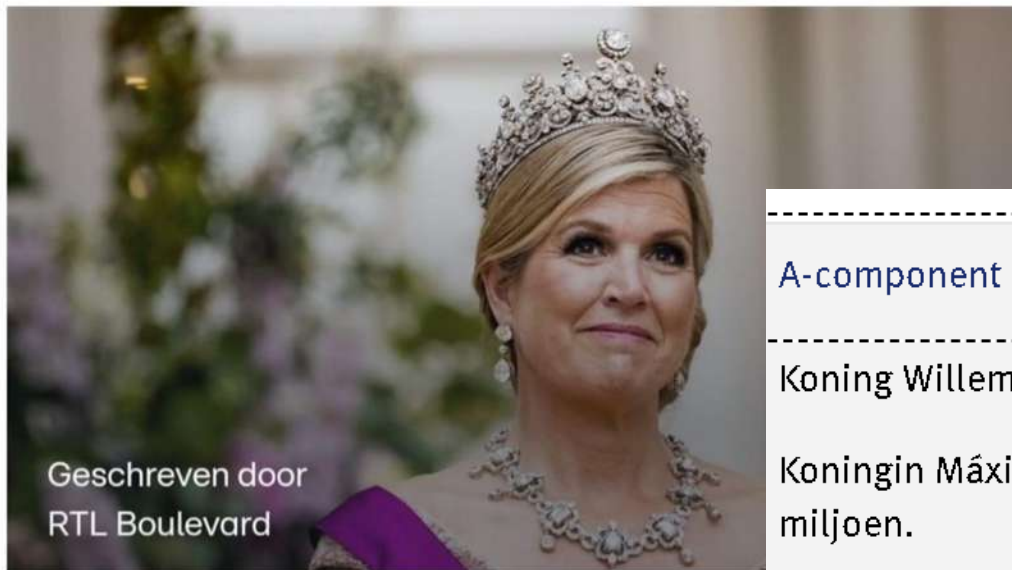 Geschreven door
RTL Boulevard
A-component
Koning Willem
Koningin Máxi
miljoen.